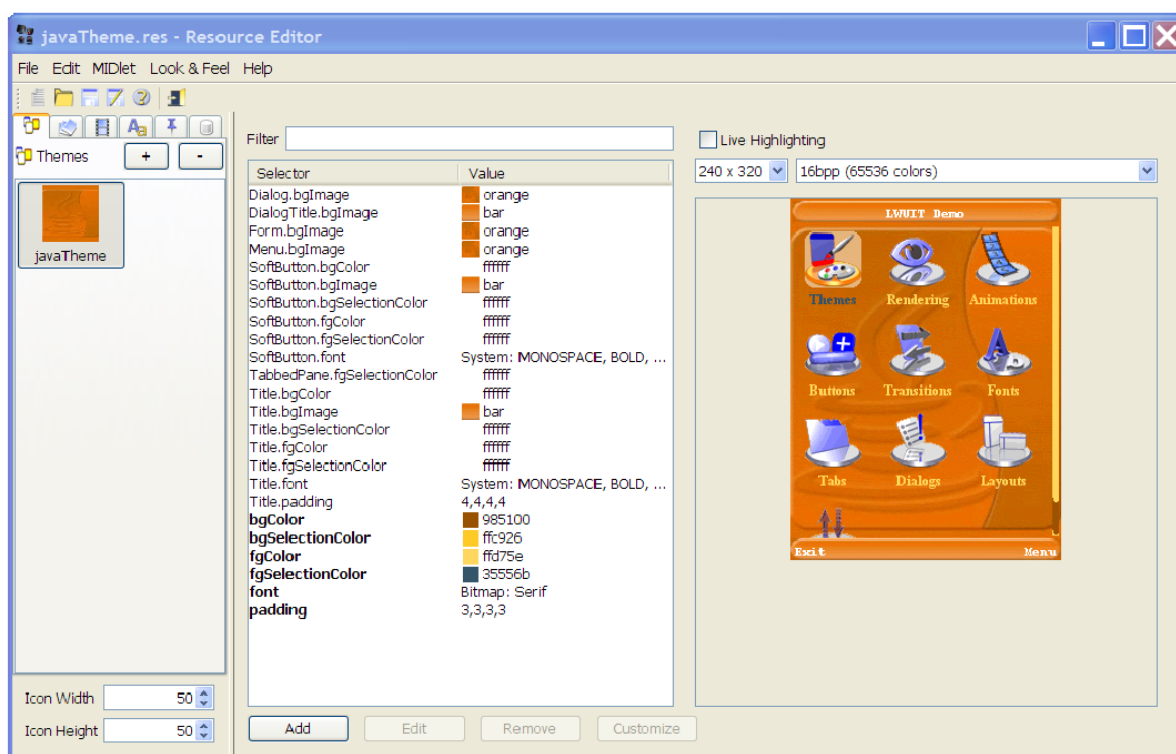 javaTheme.res - Resource Editor
File Edit MIDlet Look & Feel Help
Themes + -
javaTheme
Icon Width 50
Icon Height 50
Filter
Selector Value
Dialog.bgImage orange
DialogTitle.bgImage bar
Form.bgImage orange
Menu.bgImage orange
SoftButton.bgColor ffffff
SoftButton.bgImage bar
SoftButton.bgSelectionColor ffffff
SoftButton.fgColor ffffff
SoftButton.fgSelectionColor ffffff
SoftButton.font System: MONOSPACE, BOLD, ...
TabbedPane.fgSelectionColor ffffff
Title.bgColor ffffff
Title.bgImage bar
Title.bgSelectionColor ffffff
Title.fgColor ffffff
Title.fgSelectionColor ffffff
Title.font System: MONOSPACE, BOLD, ...
Title.padding 4,4,4,4
bgColor 985100
bgSelectionColor ffc926
fgColor ffd75e
fgSelectionColor 35556b
font Bitmap: Serif
padding 3,3,3,3
Add Edit Remove Customize
Live Highlighting
240 x 320 16bpp (65536 colors)
LWUIT Demo
Themes Rendering Animations
Buttons Transitions Fonts
Tabs Dialogs Layouts
Exit Menu